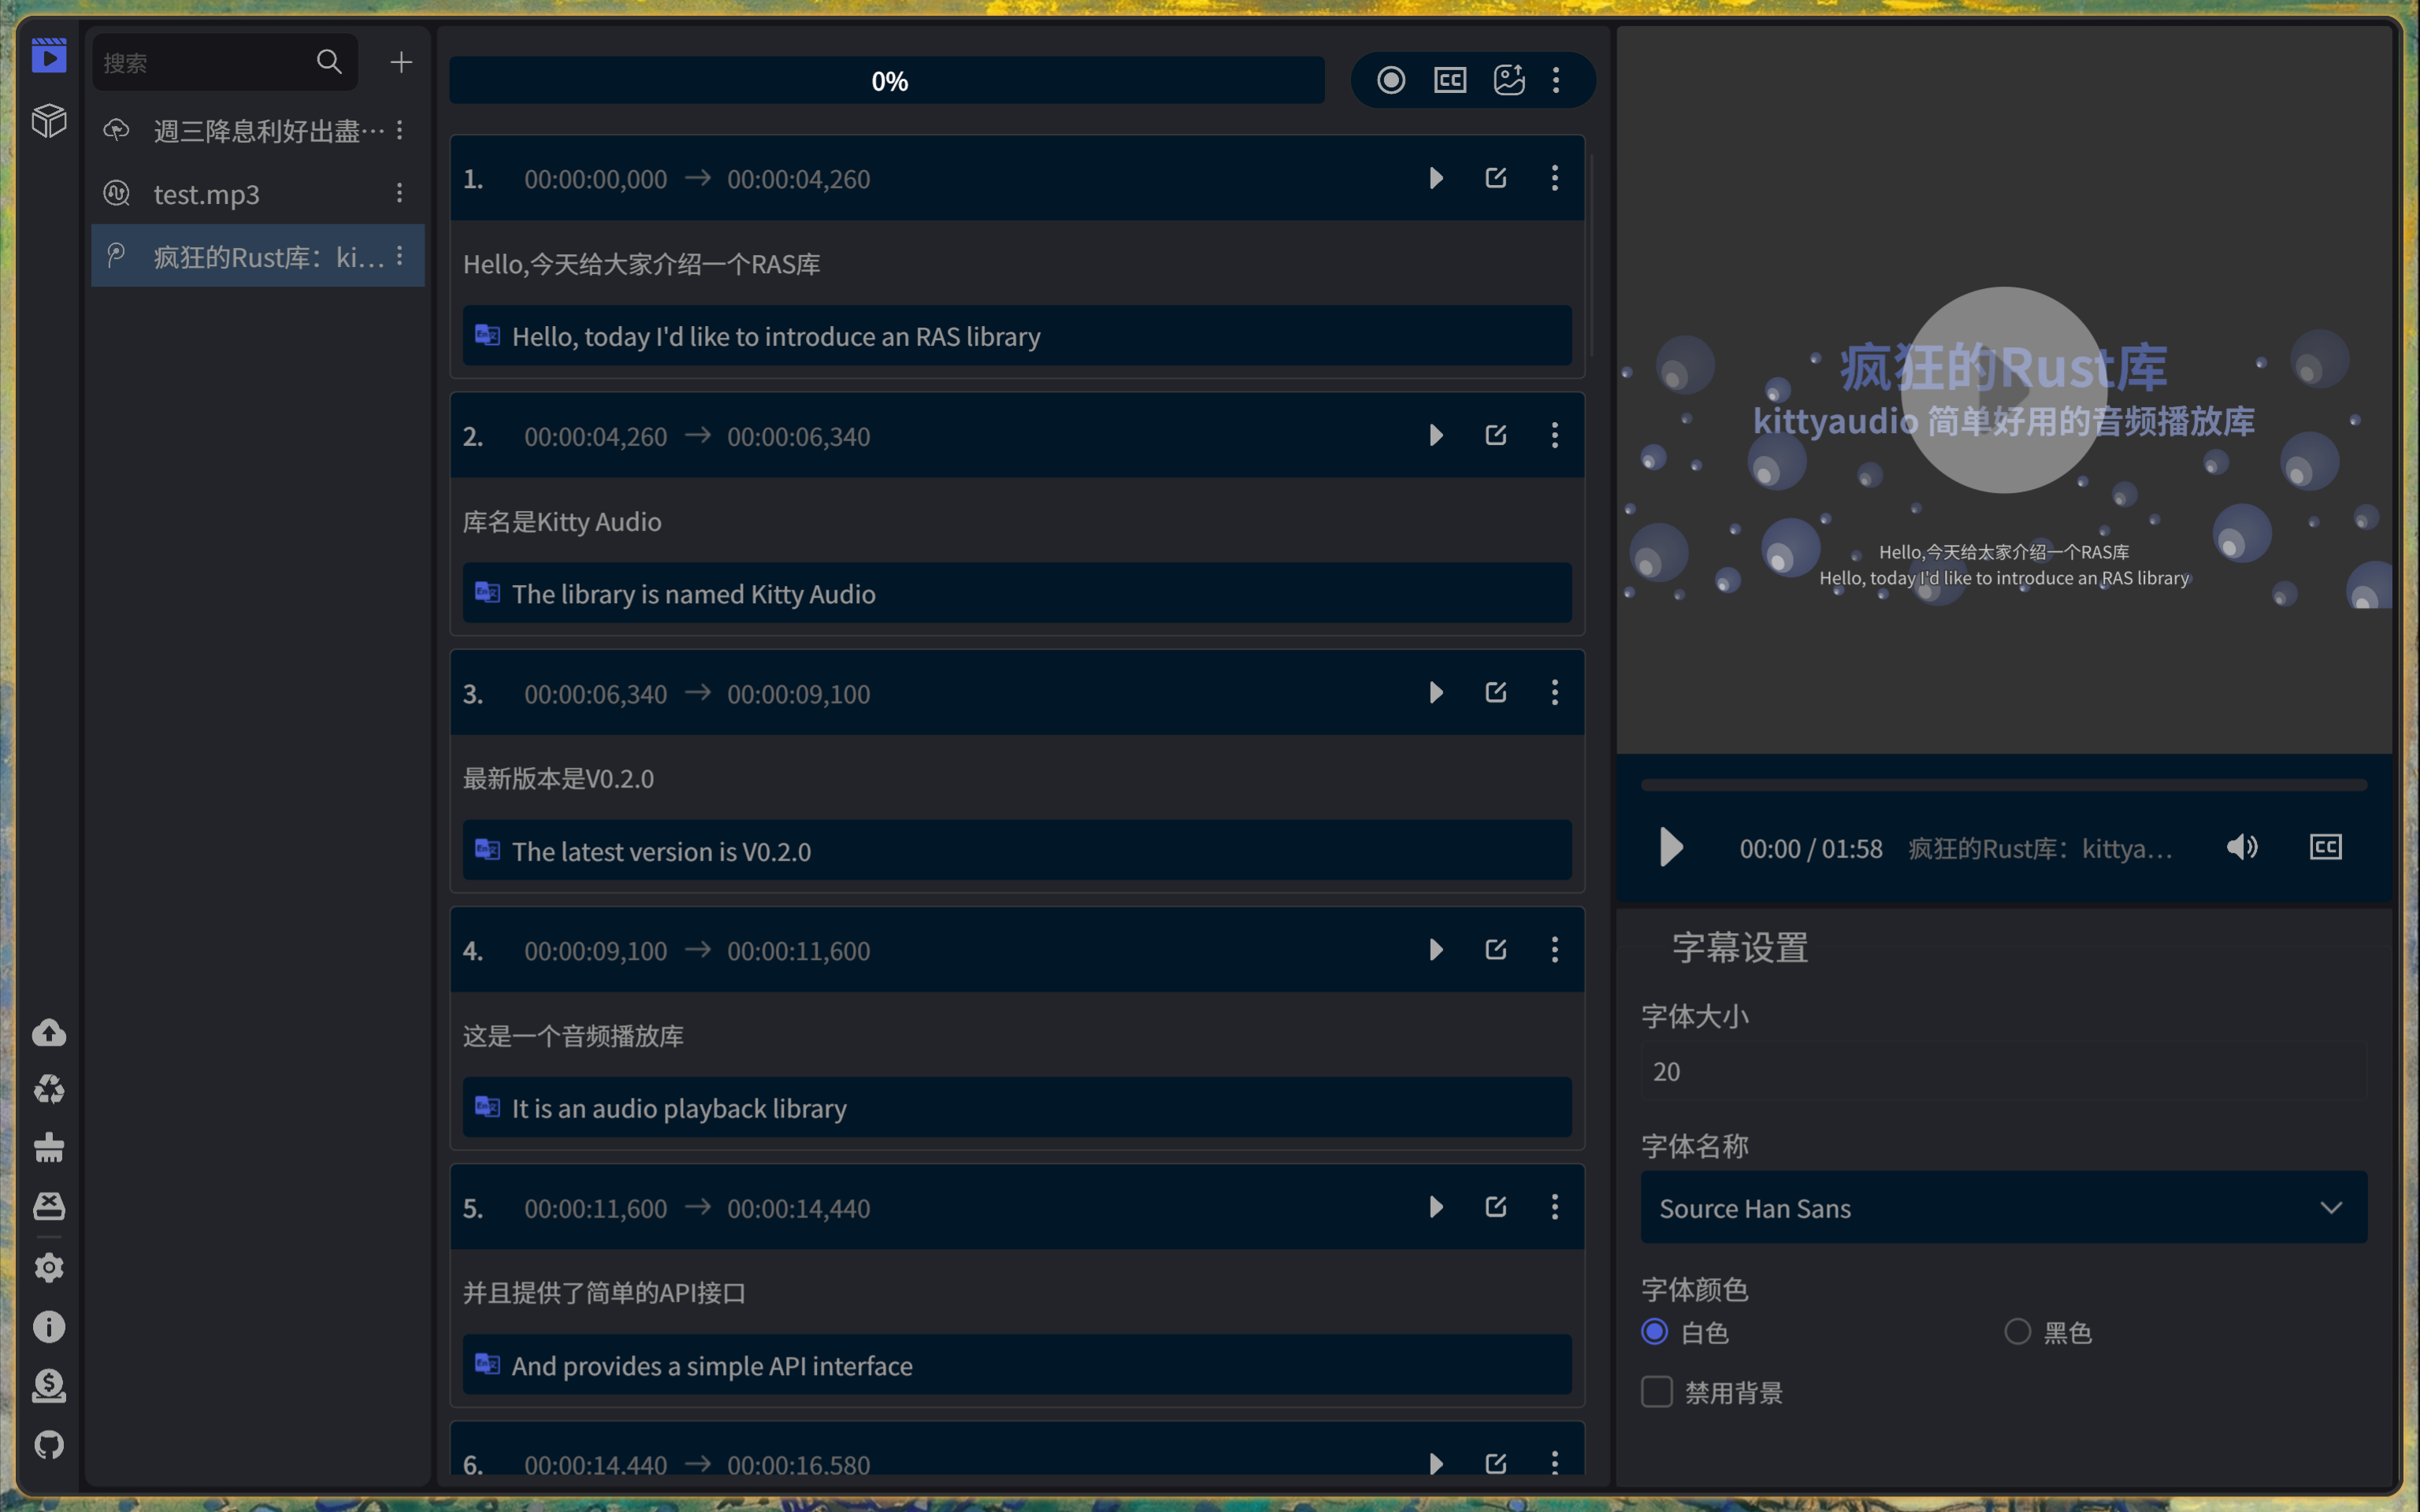 搜索
週三降息利好出盡…
test.mp3
疯狂的Rust库：ki...
0%
1. 00:00:00,000 → 00:00:04,260
Hello,今天给大家介绍一个RAS库
Hello, today I'd like to introduce an RAS library
2. 00:00:04,260 → 00:00:06,340
库名是Kitty Audio
The library is named Kitty Audio
3. 00:00:06,340 → 00:00:09,100
最新版本是V0.2.0
The latest version is V0.2.0
4. 00:00:09,100 → 00:00:11,600
这是一个音频播放库
It is an audio playback library
5. 00:00:11,600 → 00:00:14,440
并且提供了简单的API接口
And provides a simple API interface
6. 00:00:14,440 → 00:00:16,580
疯狂的Rust库
kittyaudio 简单好用的音频播放库
Hello,今天给大家介绍一个RAS库
Hello, today I'd like to introduce an RAS library
00:00 / 01:58 疯狂的Rust库：kittya...
CC
字幕设置
字体大小
20
字体名称
Source Han Sans
字体颜色
白色 黑色
禁用背景